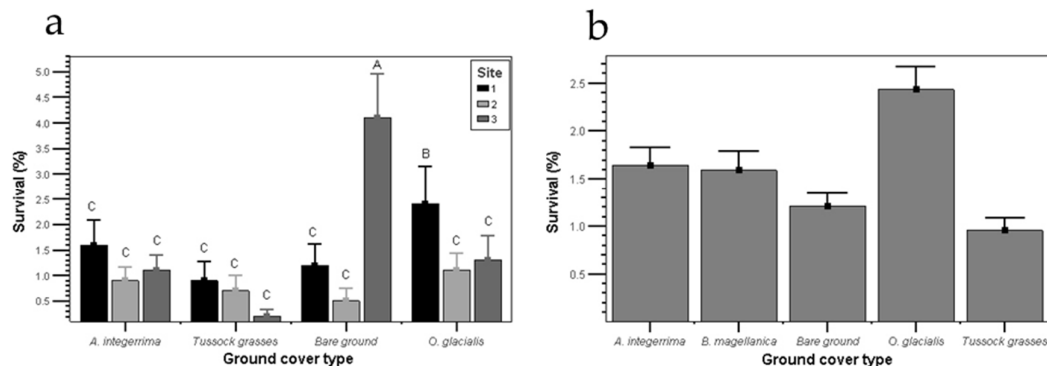 a
Survival (%)
5.0
4.5
4.0
3.5
3.0
2.5
2.0
1.5
1.0
0.5
C C C
C C C
C C A
B C C
Site
1
2
3
A. integerrima Tussock grasses Bare ground O. glacialis
Ground cover type
b
Survival (%)
2.5
2.0
1.5
1.0
0.5
A. integerrima B. magellanica Bare ground O. glacialis Tussock grasses
Ground cover type